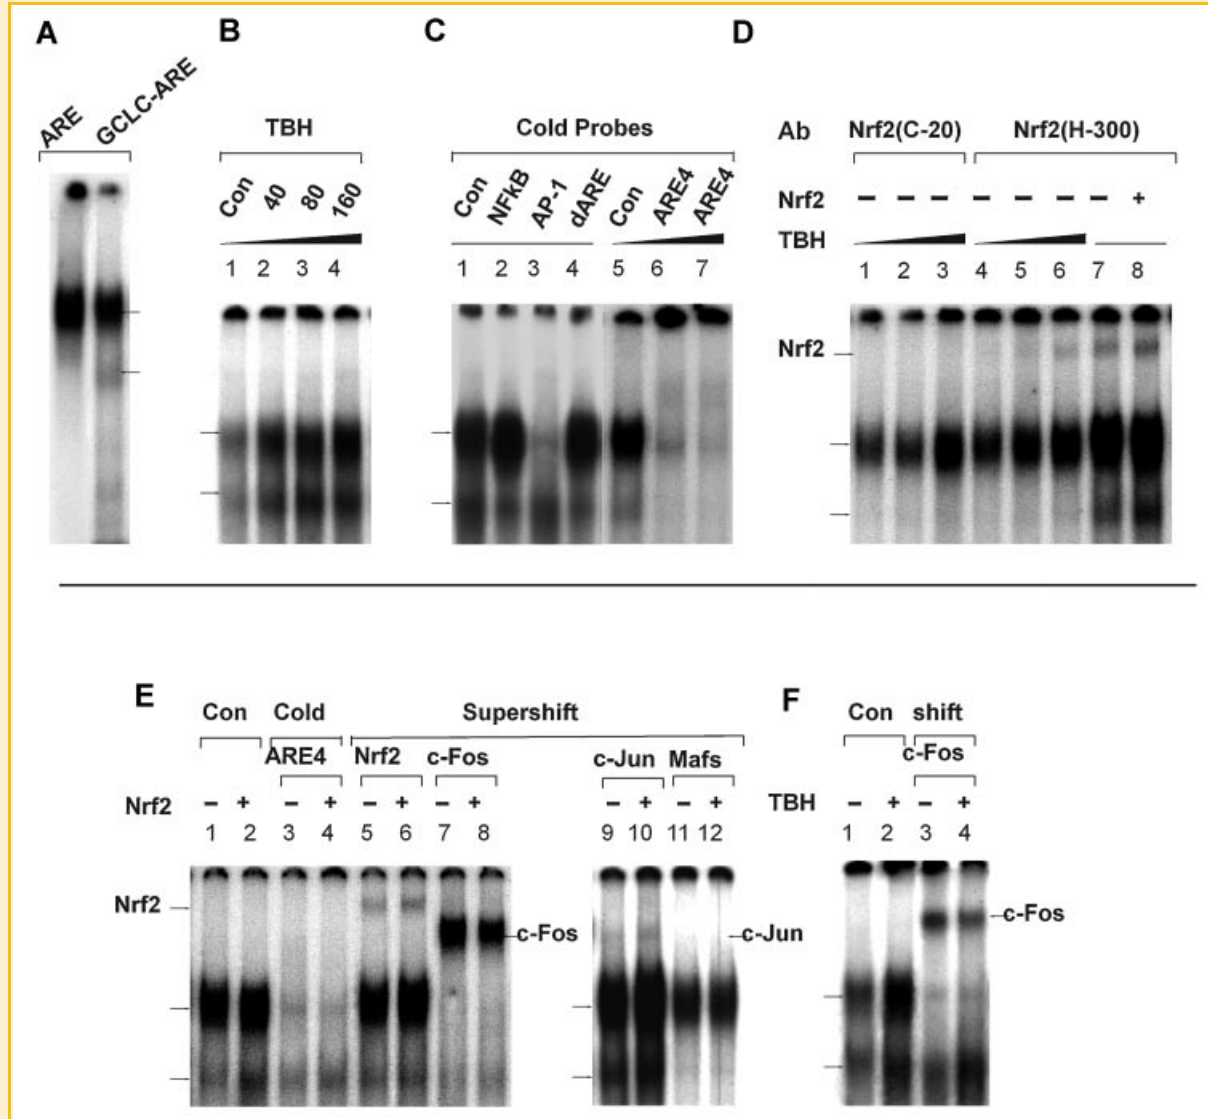 A B C D
ARE GCLC-ARE
TBH
Con 40 80 160
1 2 3 4
Cold Probes
Con NFkB AP-1 dARE Con ARE4 ARE4
1 2 3 4 5 6 7
Ab Nrf2(C-20) Nrf2(H-300)
Nrf2 – – – – – – – +
TBH
1 2 3 4 5 6 7 8
Nrf2
E
Con Cold Supershift
ARE4 Nrf2 c-Fos c-Jun Mafs
Nrf2 – + – + – + – + – + – +
1 2 3 4 5 6 7 8 9 10 11 12
Nrf2
c-Fos
c-Jun
F
Con shift
c-Fos
TBH – + – +
1 2 3 4
c-Fos